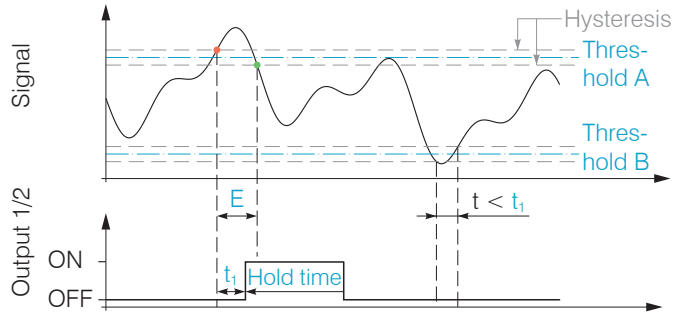 Hysteresis
Signal
Thres-
hold A
Thres-
hold B
E
t < t₁
Output 1/2
ON
t₁
Hold time
OFF